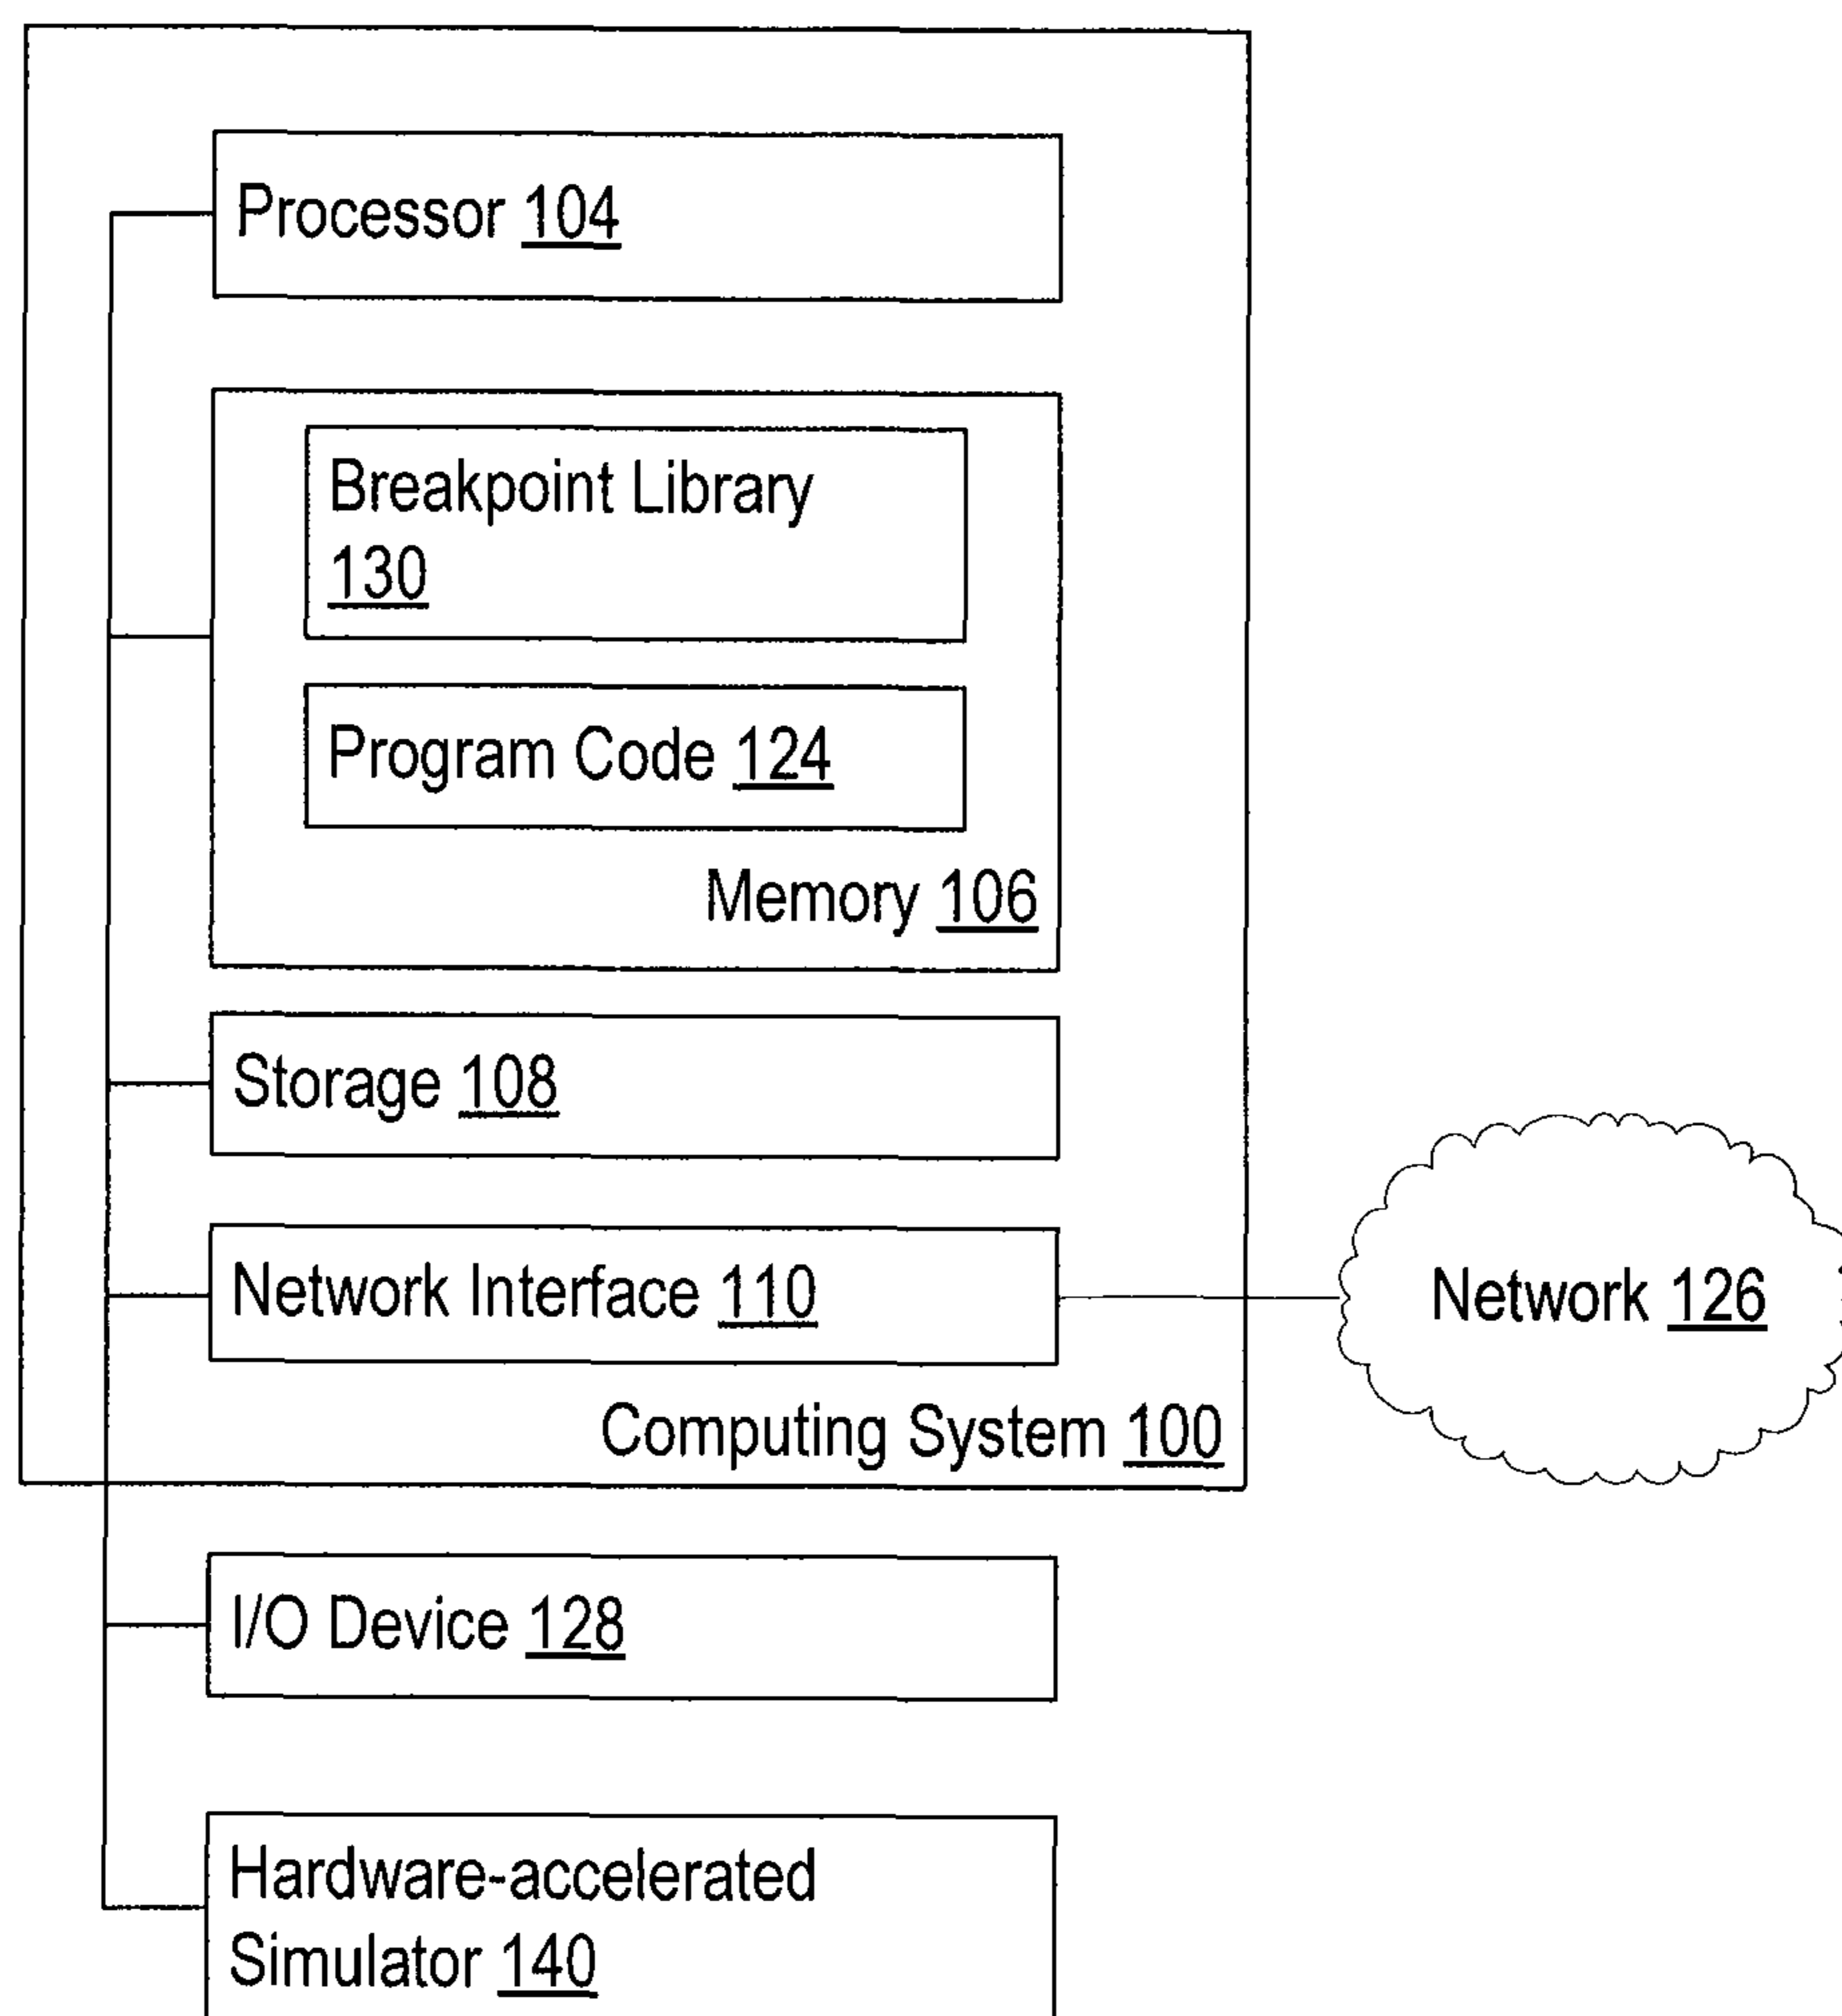 Processor 104
Breakpoint Library
130
Program Code 124
Memory 106
Storage 108
Network Interface 110
Network 126
Computing System 100
I/O Device 128
Hardware-accelerated
Simulator 140